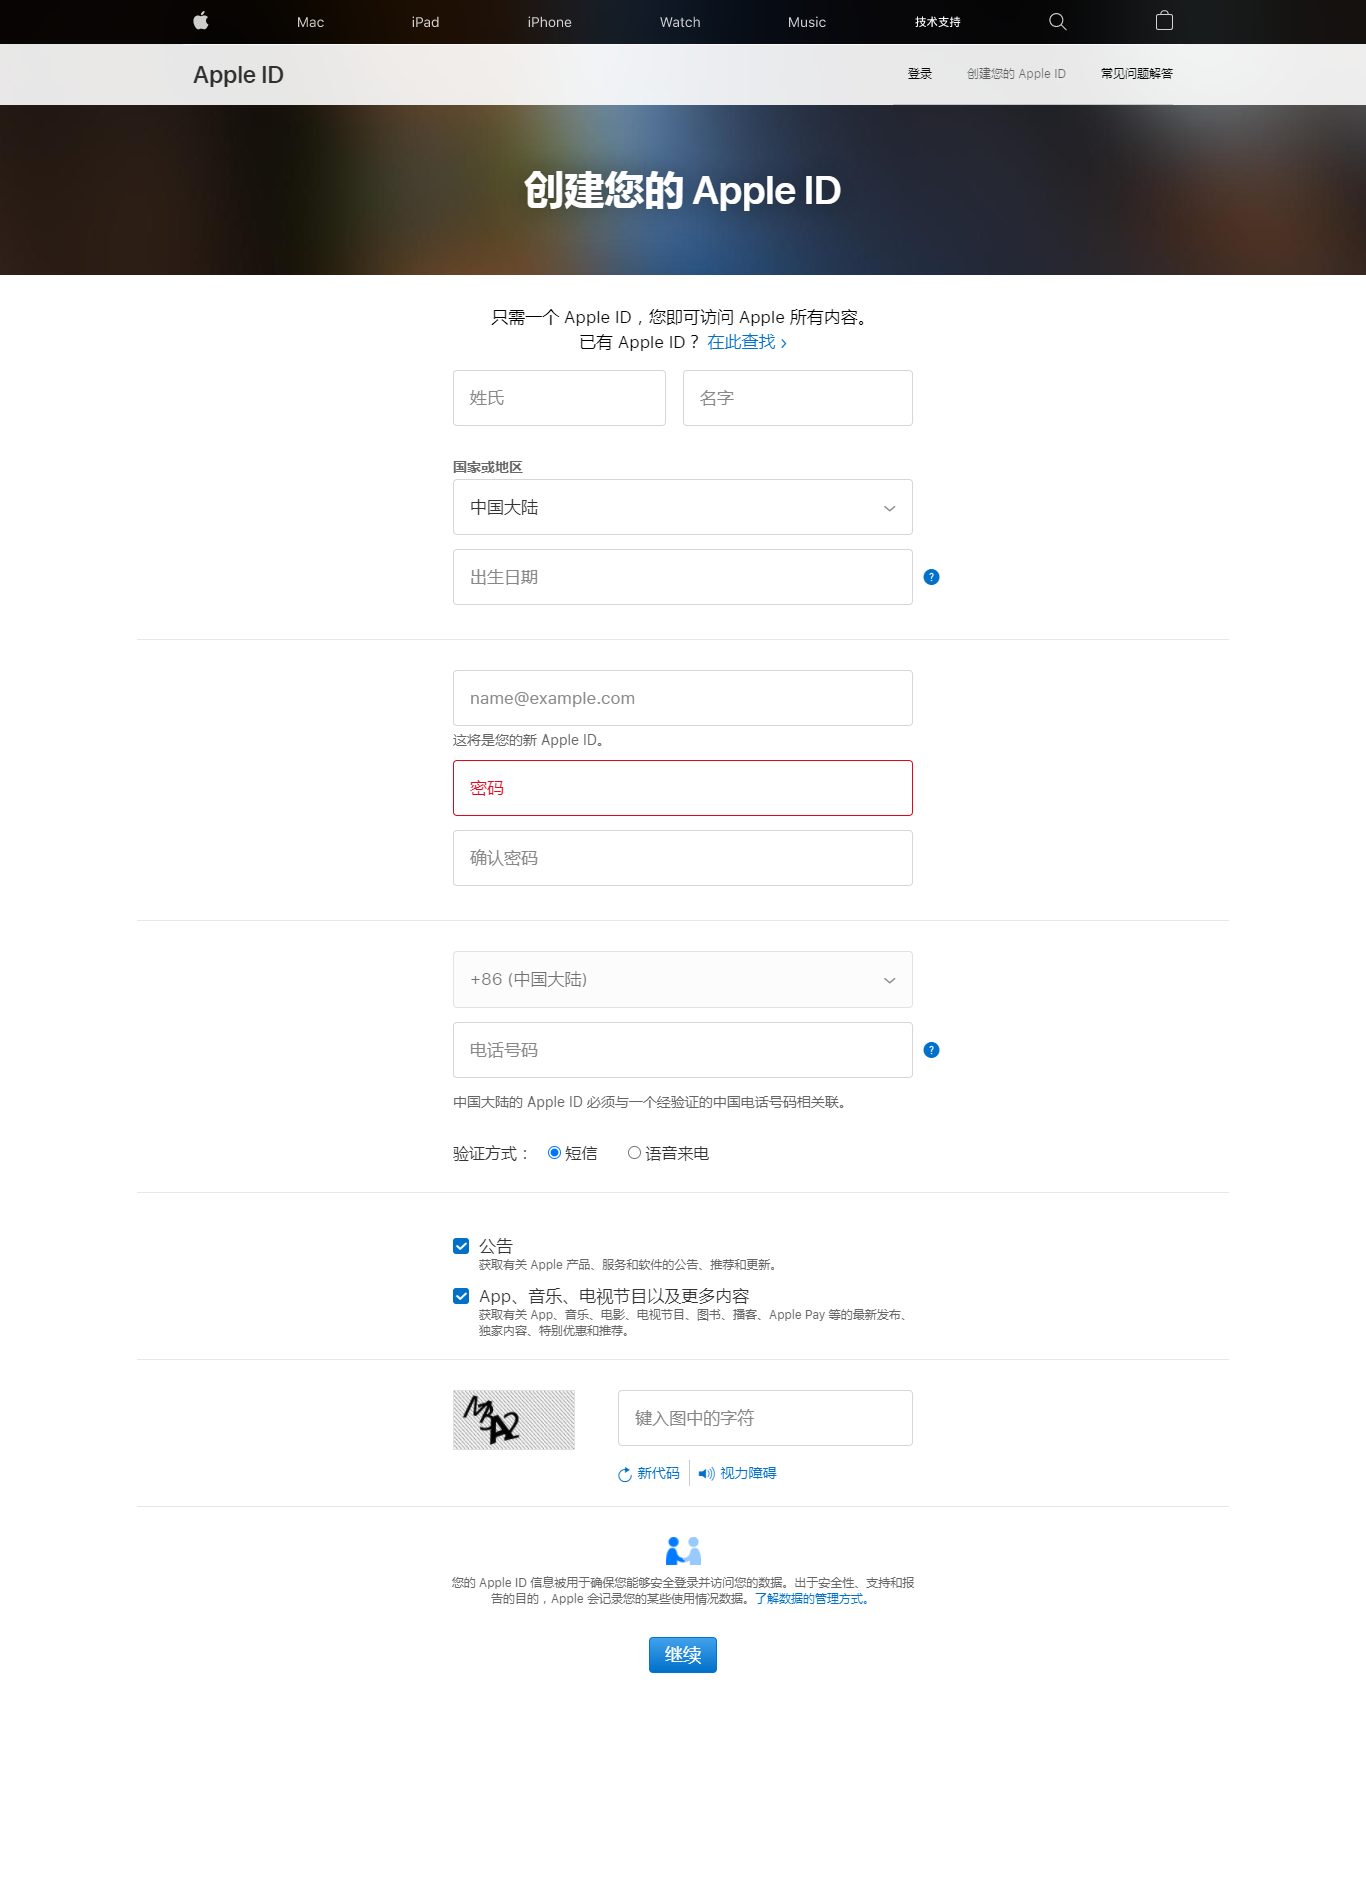 Mac
iPad
iPhone
Watch
Music
技术支持
Apple ID
登录
创建您的 Apple ID
常见问题解答
创建您的 Apple ID
只需一个 Apple ID，您即可访问 Apple 所有内容。
已有 Apple ID？在此查找 ›
姓氏
名字
国家或地区
中国大陆
出生日期
?
name@example.com
这将是您的新 Apple ID。
密码
确认密码
+86 (中国大陆)
电话号码
?
中国大陆的 Apple ID 必须与一个经验证的中国电话号码相关联。
验证方式： 短信 语音来电
公告
获取有关 Apple 产品、服务和软件的公告、推荐和更新。
App、音乐、电视节目以及更多内容
获取有关 App、音乐、电影、电视节目、图书、播客、Apple Pay 等的最新发布、
独家内容、特别优惠和推荐。
键入图中的字符
新代码
视力障碍
您的 Apple ID 信息被用于确保您能够安全登录并访问您的数据。出于安全性、支持和报
告的目的，Apple 会记录您的某些使用情况数据。了解数据的管理方式。
继续